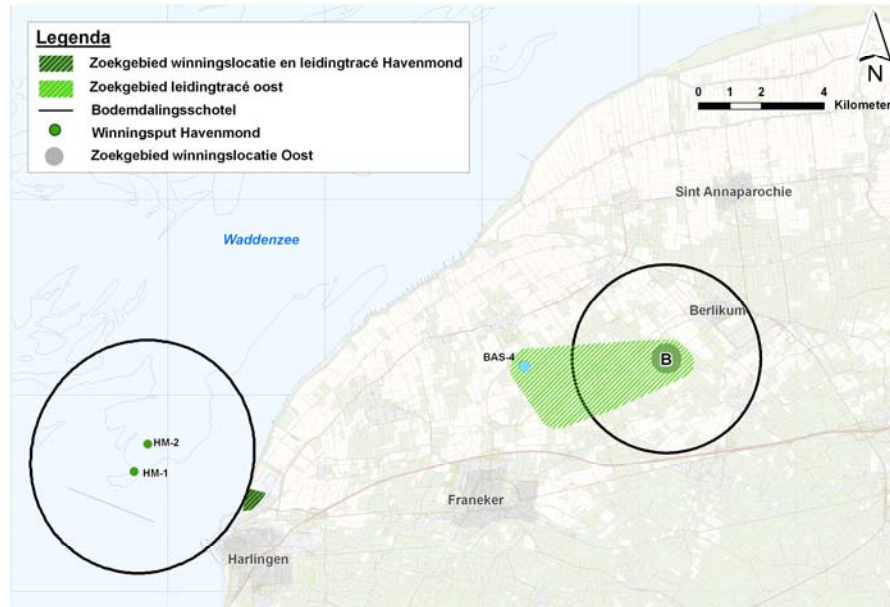 Legenda
Zoekgebied winningslocatie en leidingtracé Havenmond
Zoekgebied leidingtracé oost
Bodemdalingsschotel
Winningsput Havenmond
Zoekgebied winningslocatie Oost
N
0 1 2 4
Kilometer
Sint Annaparochie
Waddenzee
Berlikum
BAS-4
B
HM-2
HM-1
Franeker
Harlingen